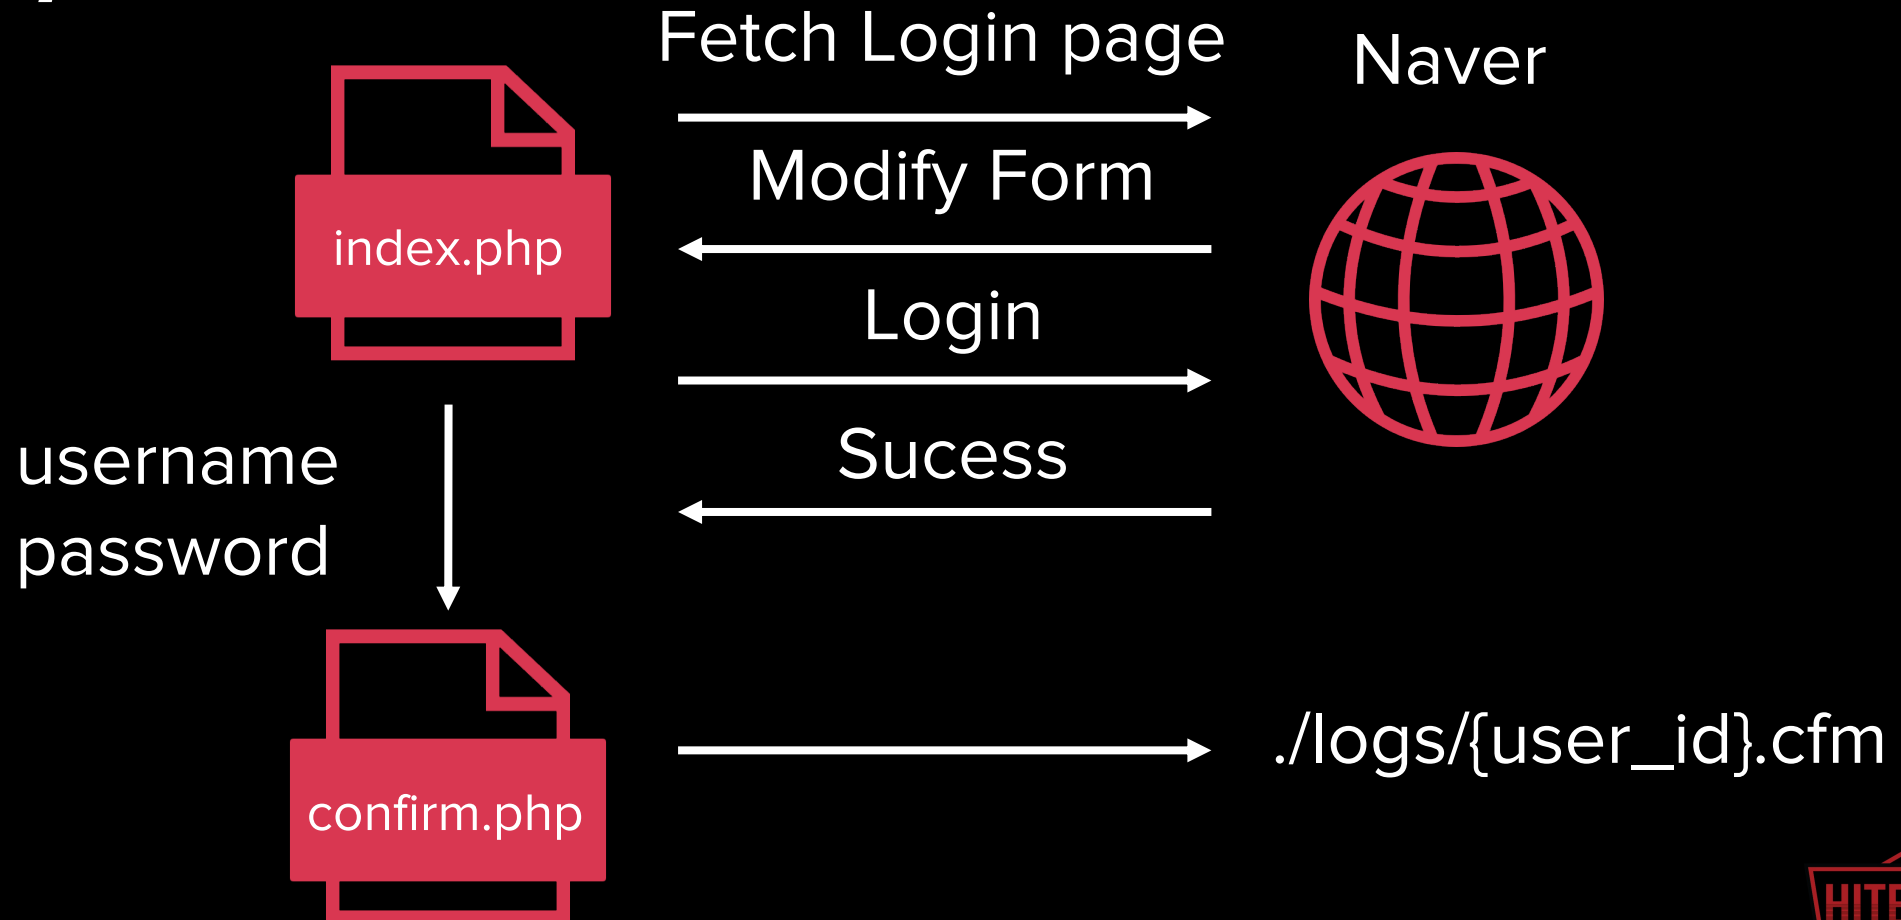 Fetch Login page
Naver
Modify Form
index.php
Login
Sucess
username
password
./logs/{user_id}.cfm
confirm.php